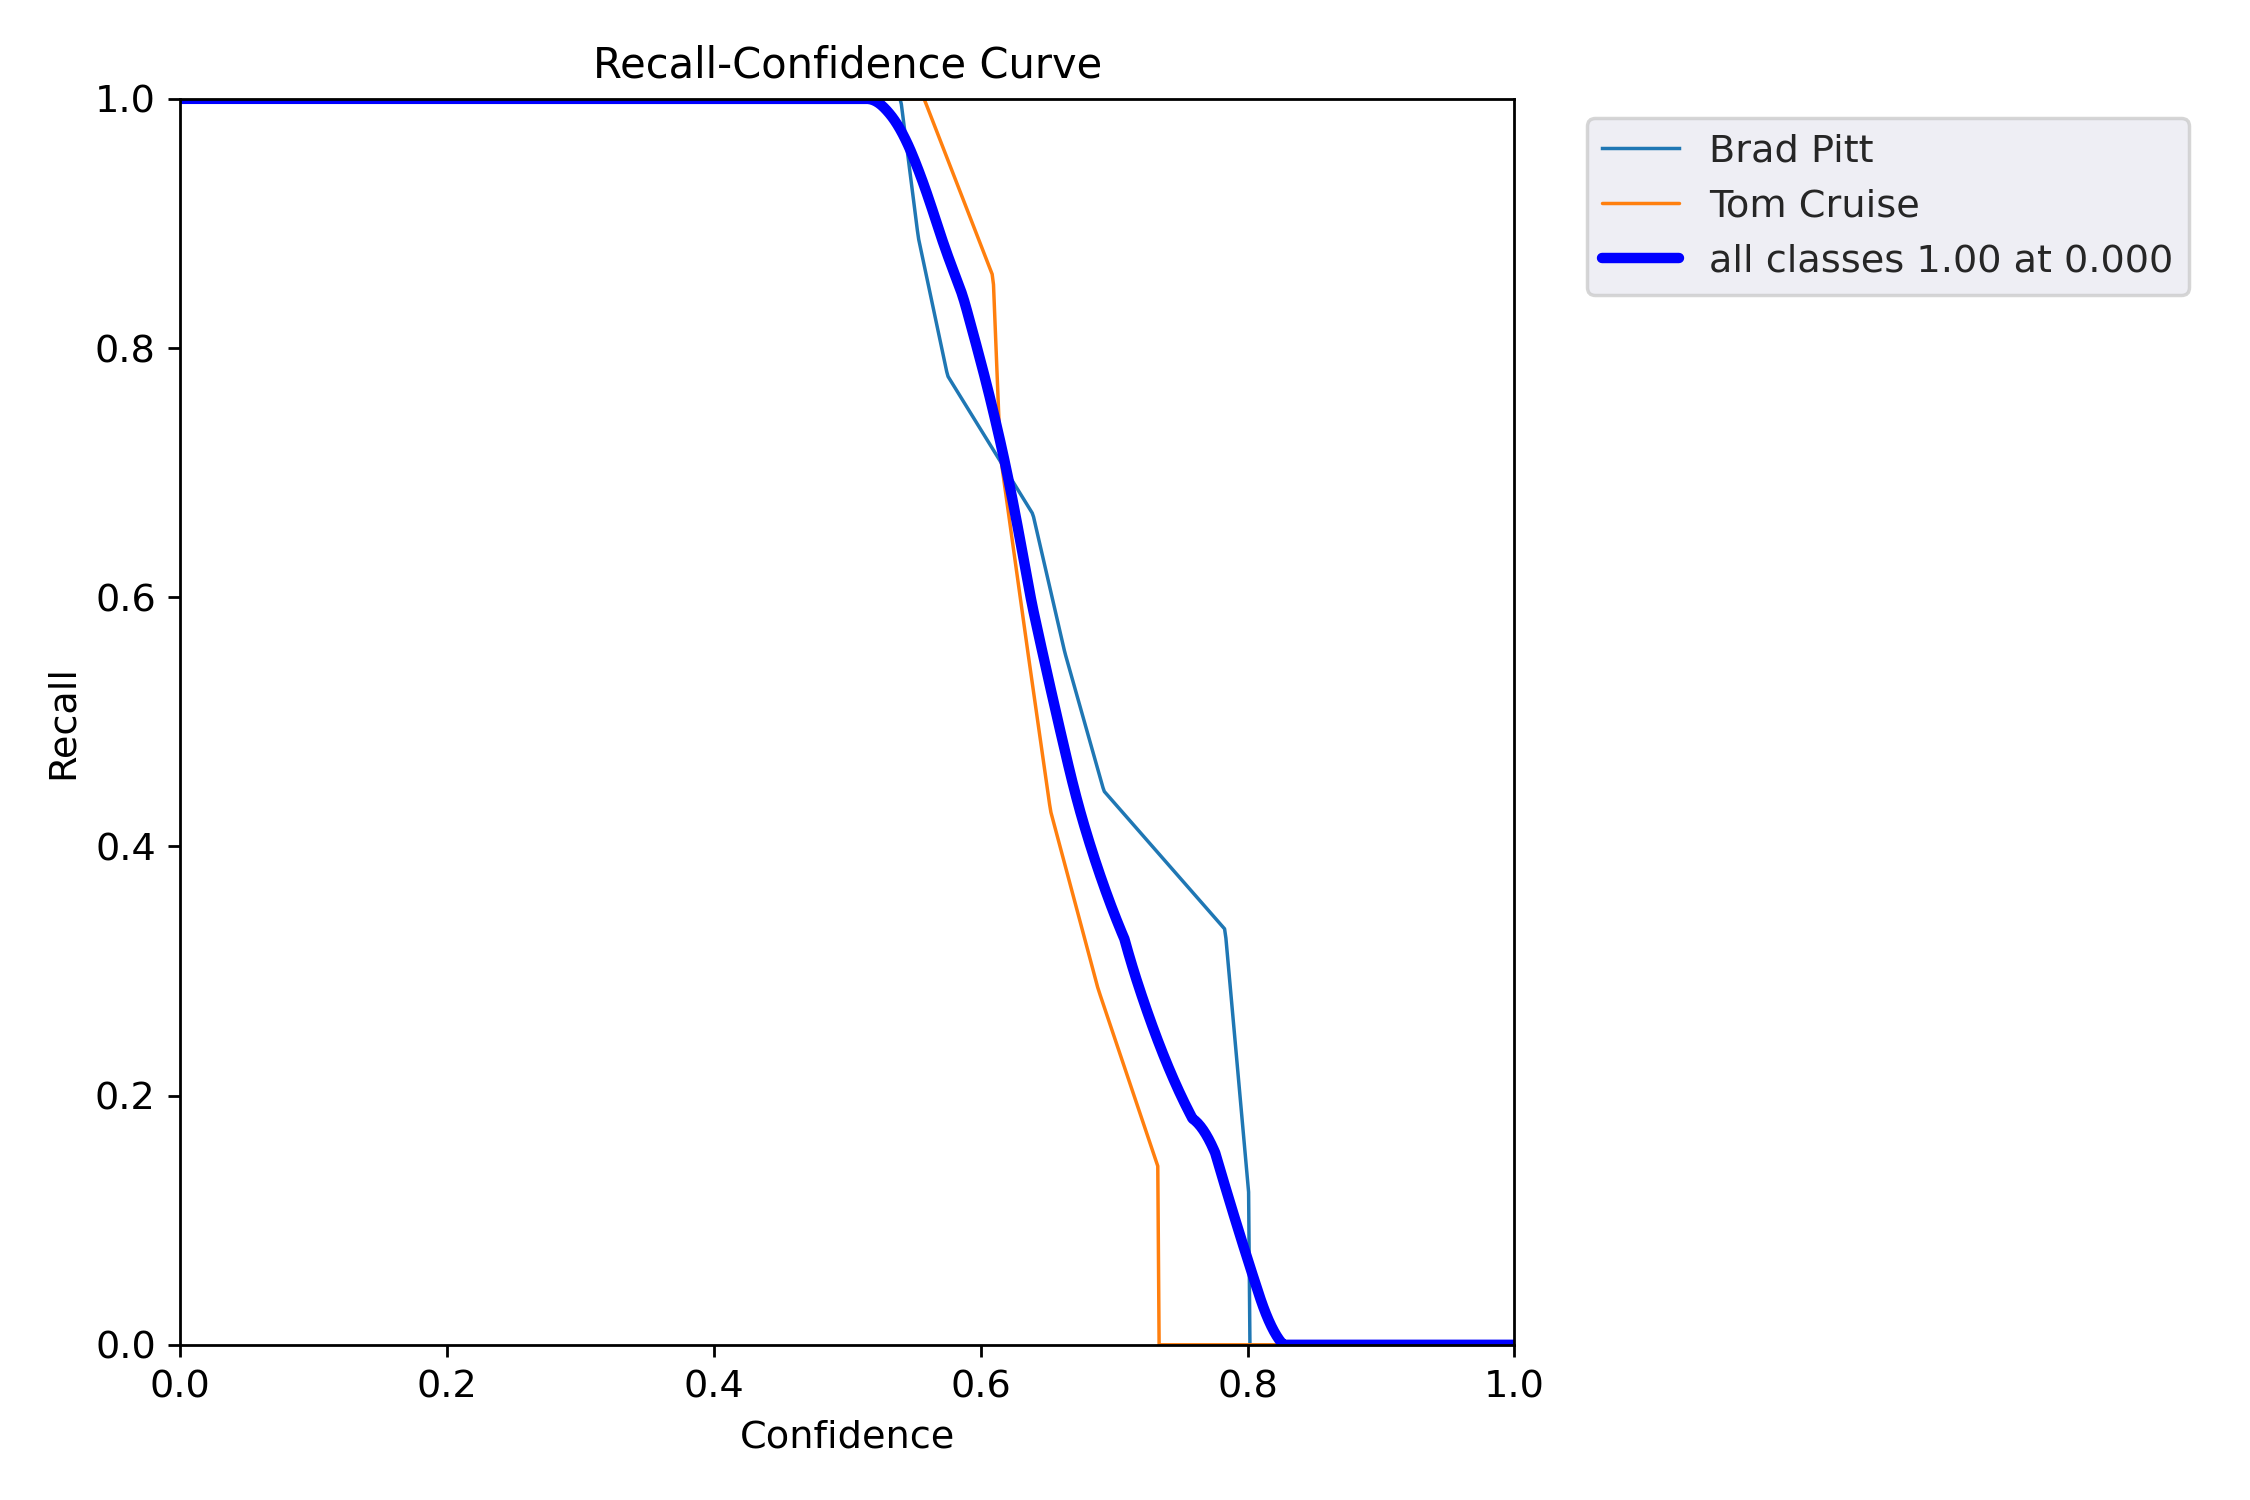 Recall-Confidence Curve
1.0
0.8
0.6
0.4
0.2
0.0
Recall
0.0 0.2 0.4 0.6 0.8 1.0
Confidence
Brad Pitt
Tom Cruise
all classes 1.00 at 0.000